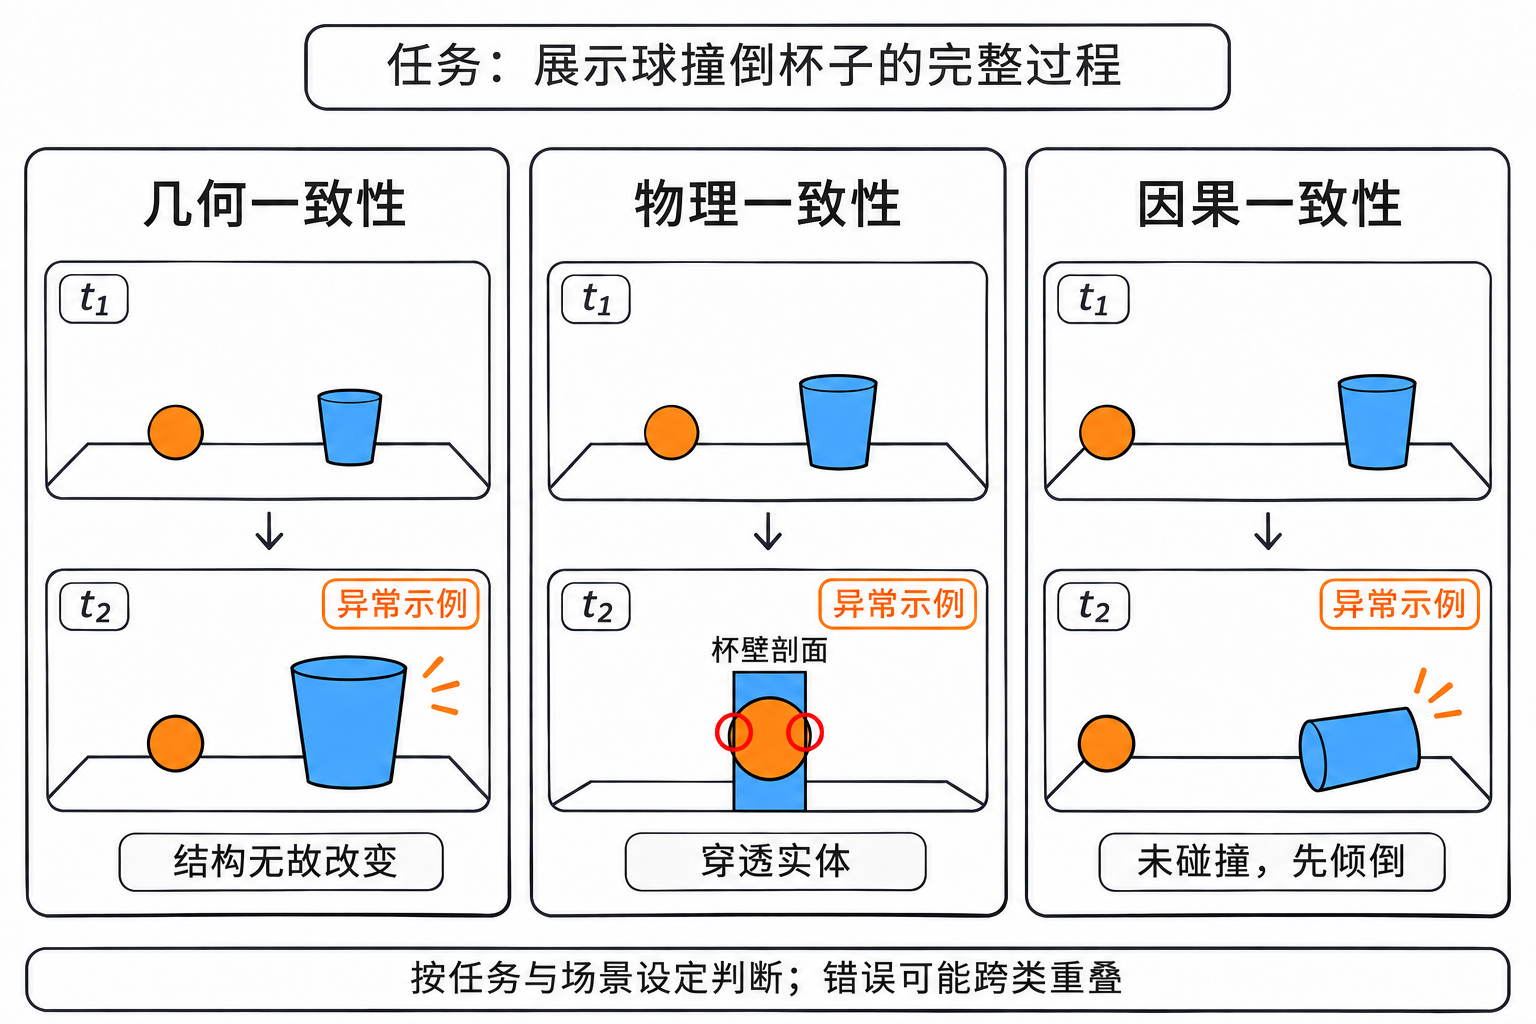 任务：展示球撞倒杯子的完整过程
几何一致性
t₁
t₂
异常示例
结构无故改变
物理一致性
t₁
t₂
异常示例
杯壁剖面
穿透实体
因果一致性
t₁
t₂
异常示例
未碰撞，先倾倒
按任务与场景设定判断；错误可能跨类重叠